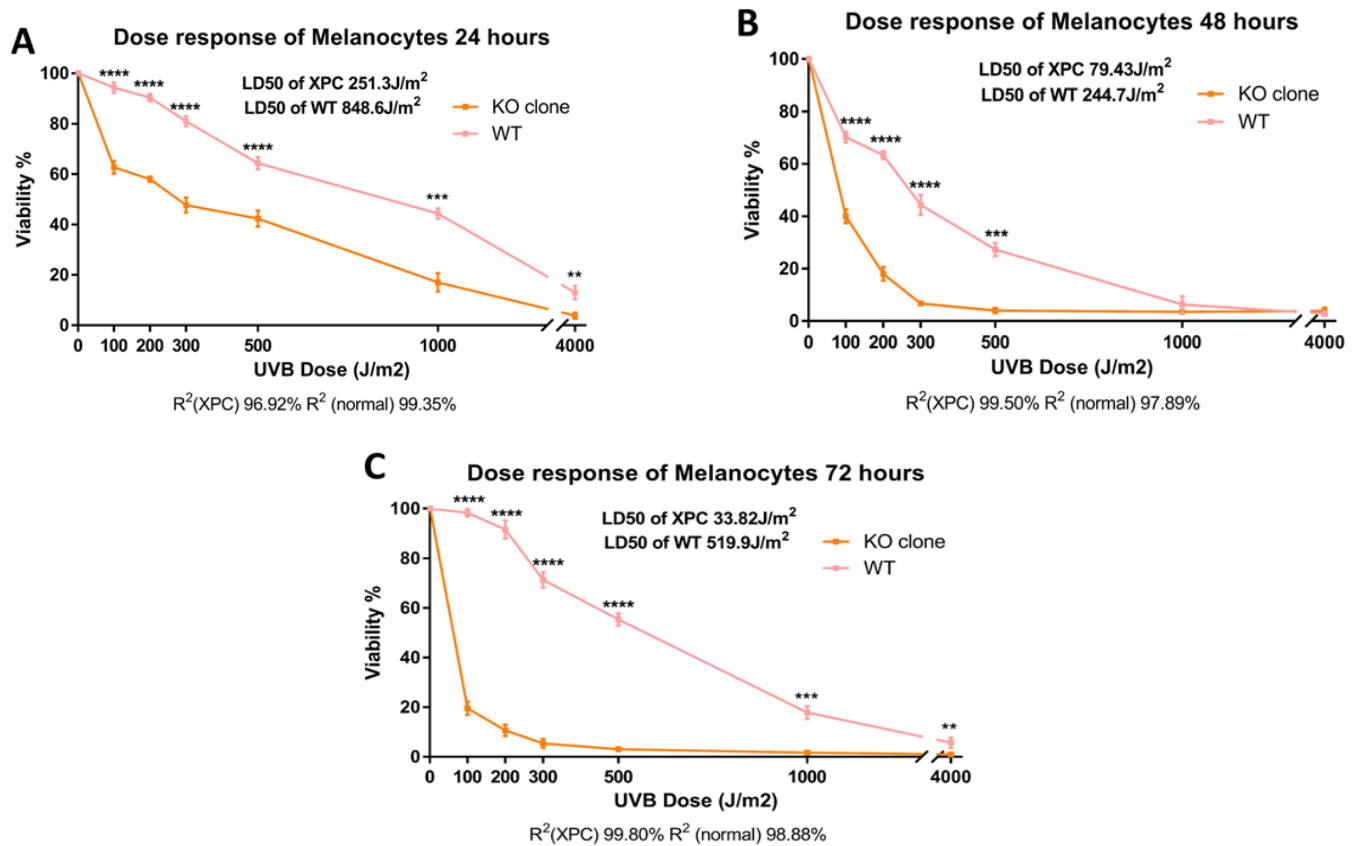 A
Dose response of Melanocytes 24 hours
LD50 of XPC 251.3J/m²
LD50 of WT 848.6J/m²
KO clone
WT
**** **** **** **** *** **
Viability %
100
80
60
40
20
0
0 100 200 300 500 1000 4000
UVB Dose (J/m2)
R²(XPC) 96.92% R² (normal) 99.35%
B
Dose response of Melanocytes 48 hours
LD50 of XPC 79.43J/m²
LD50 of WT 244.7J/m²
KO clone
WT
**** **** **** ***
Viability %
100
80
60
40
20
0
0 100 200 300 500 1000 4000
UVB Dose (J/m2)
R²(XPC) 99.50% R² (normal) 97.89%
C
Dose response of Melanocytes 72 hours
LD50 of XPC 33.82J/m²
LD50 of WT 519.9J/m²
KO clone
WT
**** **** **** **** *** **
Viability %
100
80
60
40
20
0
0 100 200 300 500 1000 4000
UVB Dose (J/m2)
R²(XPC) 99.80% R² (normal) 98.88%